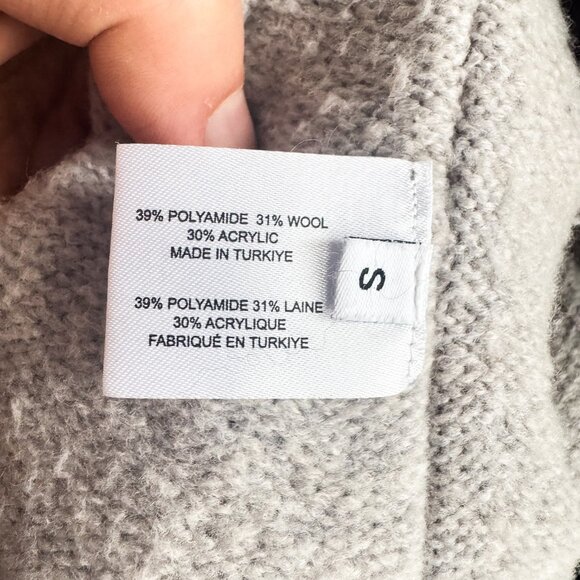 39% POLYAMIDE 31% WOOL
30% ACRYLIC
MADE IN TURKIYE
S
39% POLYAMIDE 31% LAINE
30% ACRYLIQUE
FABRIQUÉ EN TURKIYE